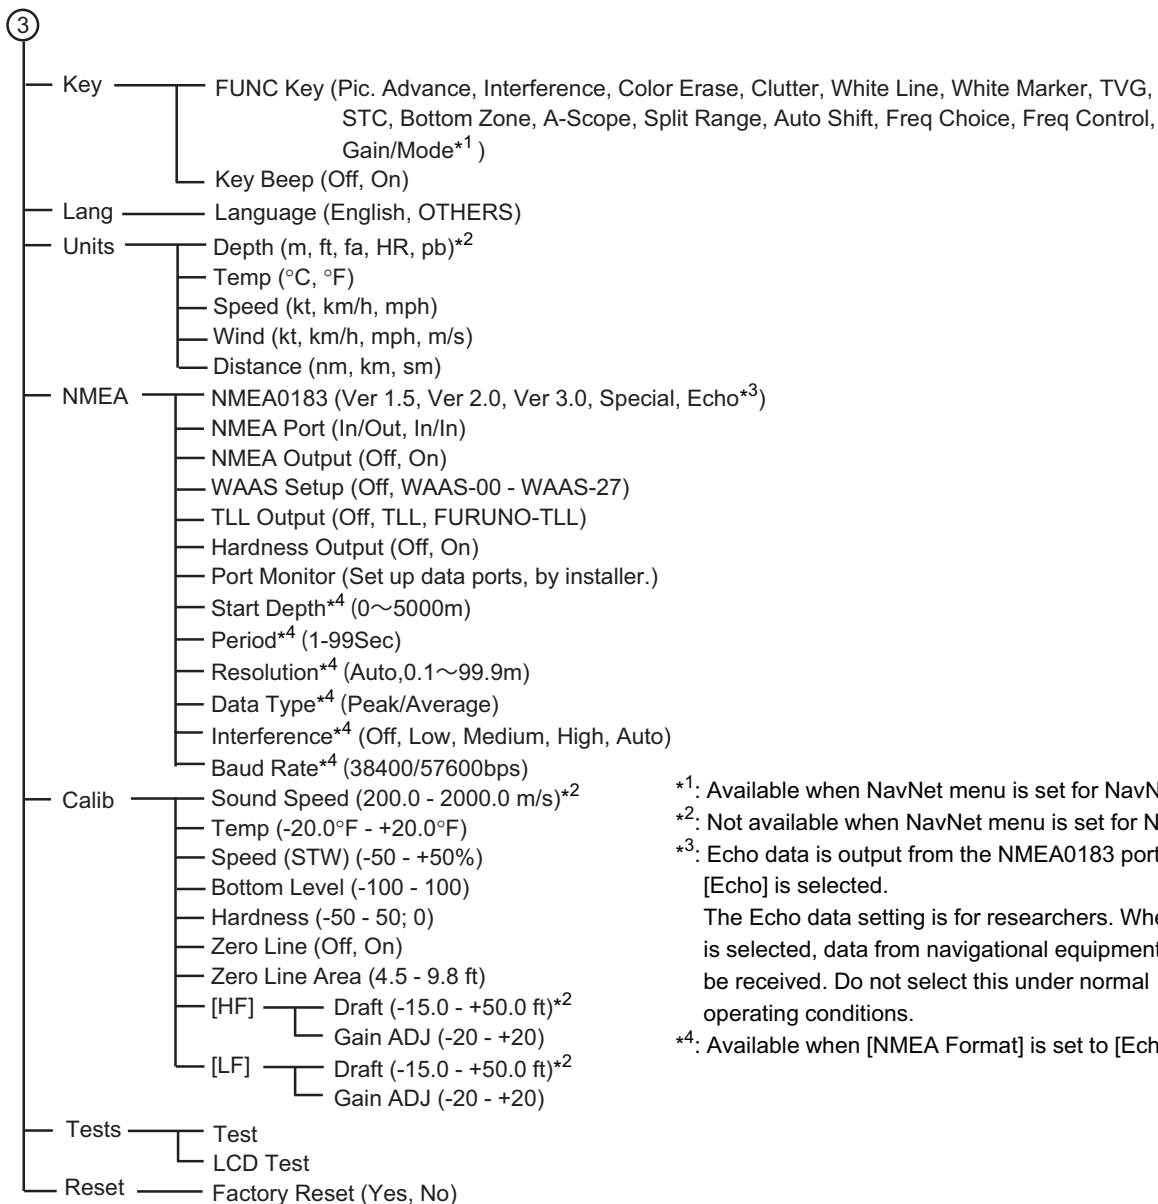 3
Key FUNC Key (Pic. Advance, Interference, Color Erase, Clutter, White Line, White Marker, TVG,
STC, Bottom Zone, A-Scope, Split Range, Auto Shift, Freq Choice, Freq Control,
Gain/Mode*1 )
Key Beep (Off, On)
Lang Language (English, OTHERS)
Units Depth (m, ft, fa, HR, pb)*2
Temp (°C, °F)
Speed (kt, km/h, mph)
Wind (kt, km/h, mph, m/s)
Distance (nm, km, sm)
NMEA NMEA0183 (Ver 1.5, Ver 2.0, Ver 3.0, Special, Echo*3)
NMEA Port (In/Out, In/In)
NMEA Output (Off, On)
WAAS Setup (Off, WAAS-00 - WAAS-27)
TLL Output (Off, TLL, FURUNO-TLL)
Hardness Output (Off, On)
Port Monitor (Set up data ports, by installer.)
Start Depth*4 (0～5000m)
Period*4 (1-99Sec)
Resolution*4 (Auto,0.1～99.9m)
Data Type*4 (Peak/Average)
Interference*4 (Off, Low, Medium, High, Auto)
Baud Rate*4 (38400/57600bps)
Calib Sound Speed (200.0 - 2000.0 m/s)*2
Temp (-20.0°F - +20.0°F)
Speed (STW) (-50 - +50%)
Bottom Level (-100 - 100)
Hardness (-50 - 50; 0)
Zero Line (Off, On)
Zero Line Area (4.5 - 9.8 ft)
[HF] Draft (-15.0 - +50.0 ft)*2
Gain ADJ (-20 - +20)
[LF] Draft (-15.0 - +50.0 ft)*2
Gain ADJ (-20 - +20)
Tests Test
LCD Test
Reset Factory Reset (Yes, No)
*1: Available when NavNet menu is set for
*2: Not available when NavNet menu is set for
*3: Echo data is output from the NMEA0183 port
[Echo] is selected.
The Echo data setting is for researchers.
is selected, data from navigational equipment
be received. Do not select this under normal
operating conditions.
*4: Available when [NMEA Format] is set to